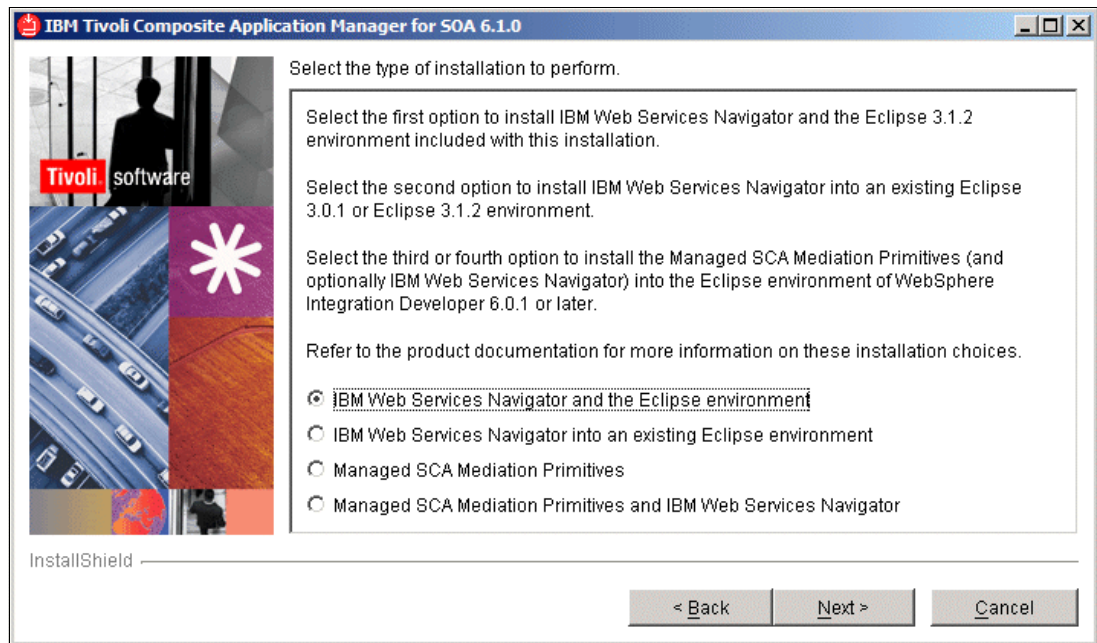 IBM Tivoli Composite Application Manager for SOA 6.1.0
Tivoli. software
Select the type of installation to perform.
Select the first option to install IBM Web Services Navigator and the Eclipse 3.1.2
environment included with this installation.
Select the second option to install IBM Web Services Navigator into an existing Eclipse
3.0.1 or Eclipse 3.1.2 environment.
Select the third or fourth option to install the Managed SCA Mediation Primitives (and
optionally IBM Web Services Navigator) into the Eclipse environment of WebSphere
Integration Developer 6.0.1 or later.
Refer to the product documentation for more information on these installation choices.
IBM Web Services Navigator and the Eclipse environment
IBM Web Services Navigator into an existing Eclipse environment
Managed SCA Mediation Primitives
Managed SCA Mediation Primitives and IBM Web Services Navigator
InstallShield
< Back
Next >
Cancel